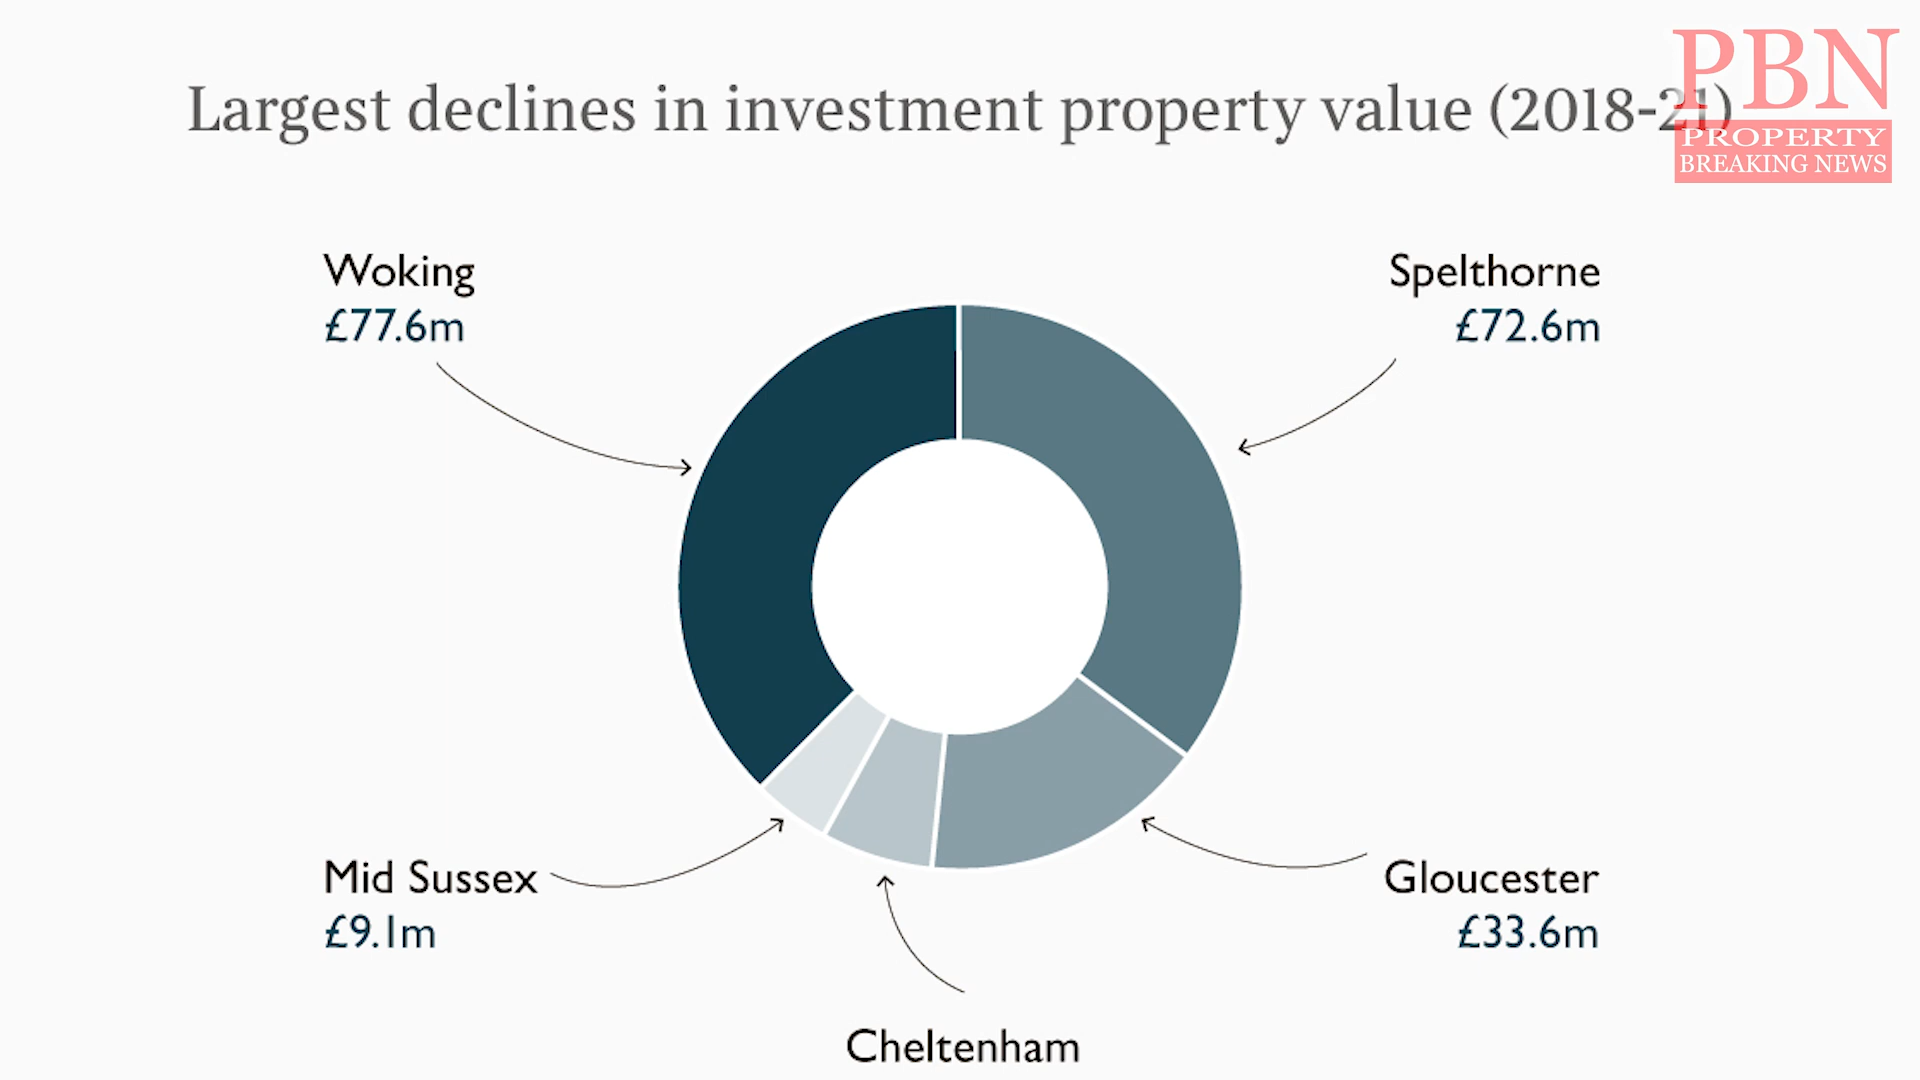 Largest declines in investment property value (2018-21)
PBN
PROPERTY
BREAKING NEWS
Woking
£77.6m
Spelthorne
£72.6m
Mid Sussex
£9.1m
Gloucester
£33.6m
Cheltenham